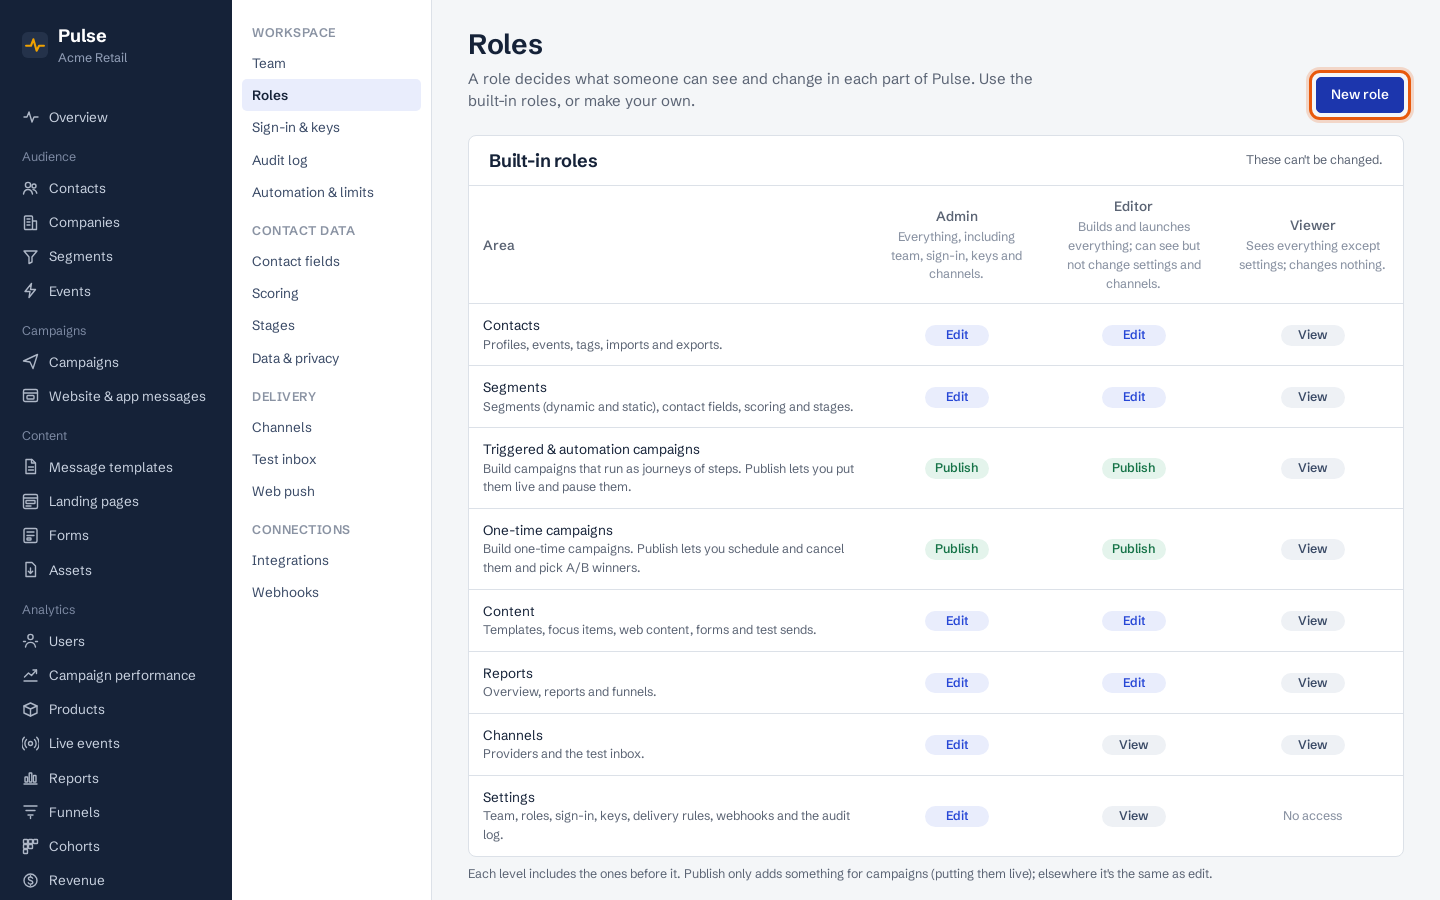 Pulse
Acme Retail
Overview
Audience
Contacts
Companies
Segments
Events
Campaigns
Campaigns
Website & app messages
Content
Message templates
Landing pages
Forms
Assets
Analytics
Users
Campaign performance
Products
Live events
Reports
Funnels
Cohorts
Revenue
WORKSPACE
Team
Roles
Sign-in & keys
Audit log
Automation & limits
CONTACT DATA
Contact fields
Scoring
Stages
Data & privacy
DELIVERY
Channels
Test inbox
Web push
CONNECTIONS
Integrations
Webhooks
Roles
A role decides what someone can see and change in each part of Pulse. Use the
built-in roles, or make your own.
New role
Built-in roles
These can't be changed.
Area
Admin
Everything, including
team, sign-in, keys and
channels.
Editor
Builds and launches
everything; can see but
not change settings and
channels.
Viewer
Sees everything except
settings; changes nothing.
Contacts
Profiles, events, tags, imports and exports.
Edit
Edit
View
Segments
Segments (dynamic and static), contact fields, scoring and stages.
Edit
Edit
View
Triggered & automation campaigns
Build campaigns that run as journeys of steps. Publish lets you put
them live and pause them.
Publish
Publish
View
One-time campaigns
Build one-time campaigns. Publish lets you schedule and cancel
them and pick A/B winners.
Publish
Publish
View
Content
Templates, focus items, web content, forms and test sends.
Edit
Edit
View
Reports
Overview, reports and funnels.
Edit
Edit
View
Channels
Providers and the test inbox.
Edit
View
View
Settings
Team, roles, sign-in, keys, delivery rules, webhooks and the audit
log.
Edit
View
No access
Each level includes the ones before it. Publish only adds something for campaigns (putting them live); elsewhere it's the same as edit.